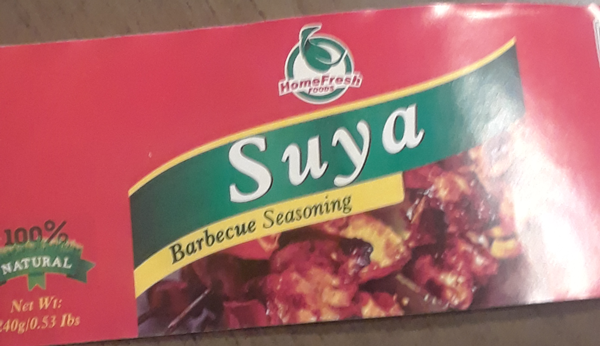 HomeFresh
FOODS
Suya
Barbecue Seasoning
100%
NATURAL
Net Wt:
240g/0.53 lbs